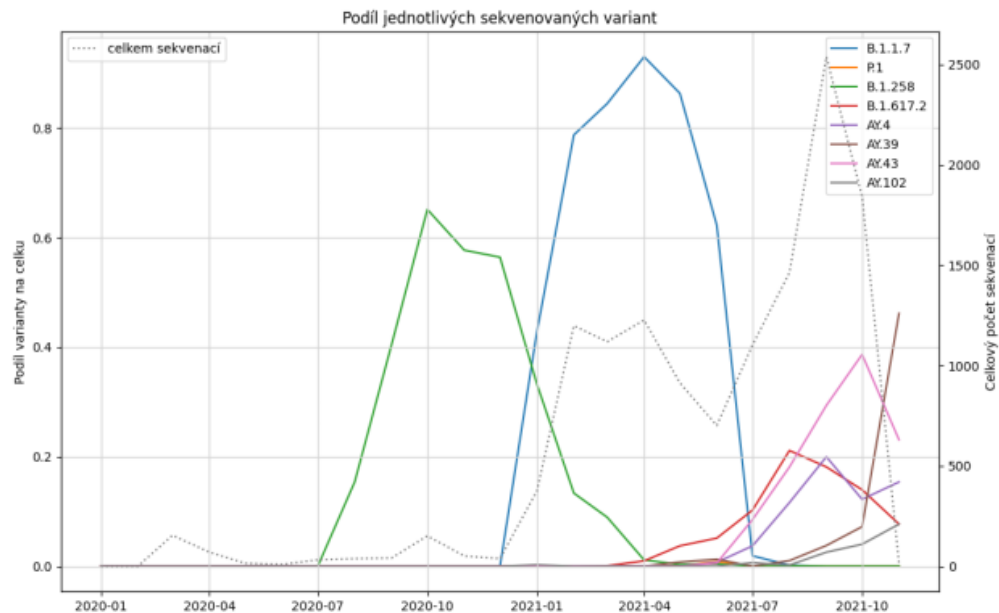 Podíl jednotlivých sekvenovaných variant
celkem sekvenací
B.1.1.7
P.1
B.1.258
B.1.617.2
AY.4
AY.39
AY.43
AY.102
Podíl varianty na celku
0.8
0.6
0.4
0.2
0.0
Celkový počet sekvenací
2500
2000
1500
1000
500
0
2020-01 2020-04 2020-07 2020-10 2021-01 2021-04 2021-07 2021-10